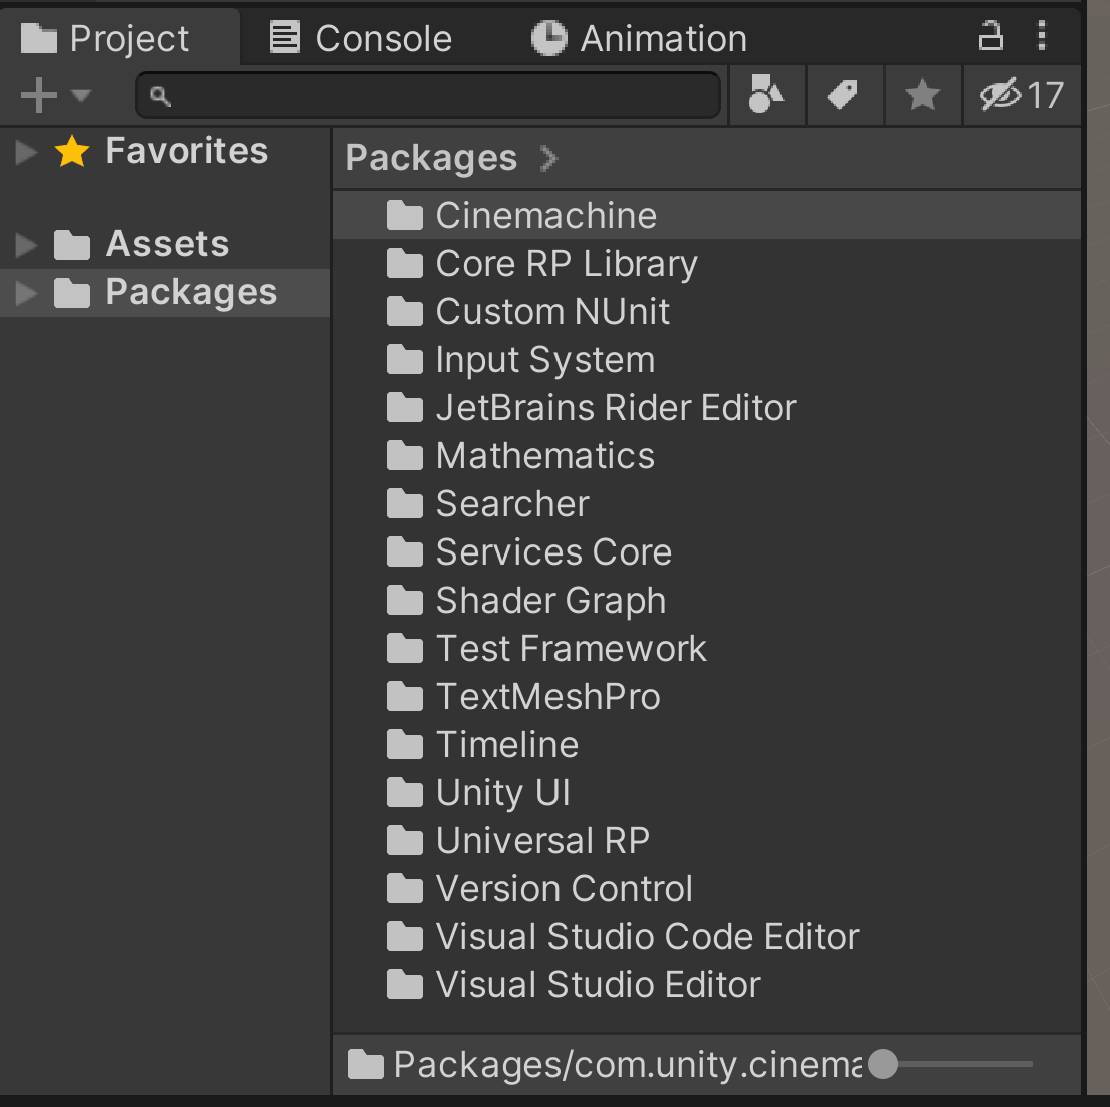 Project Console Animation
17
Favorites
Assets
Packages
Packages
Cinemachine
Core RP Library
Custom NUnit
Input System
JetBrains Rider Editor
Mathematics
Searcher
Services Core
Shader Graph
Test Framework
TextMeshPro
Timeline
Unity UI
Universal RP
Version Control
Visual Studio Code Editor
Visual Studio Editor
Packages/com.unity.cinema